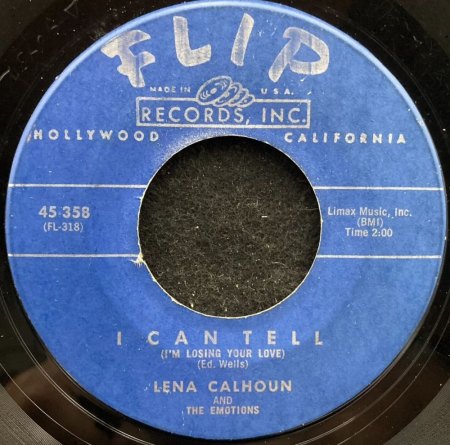 FLIP
MADE IN U.S.A.
RECORDS, INC.
HOLLYWOOD CALIFORNIA
45-358
(FL-318)
Limax Music, Inc.
(BMI)
Time 2:00
I CAN TELL
(I'M LOSING YOUR LOVE)
(Ed. Wells)
LENA CALHOUN
AND
THE EMOTIONS